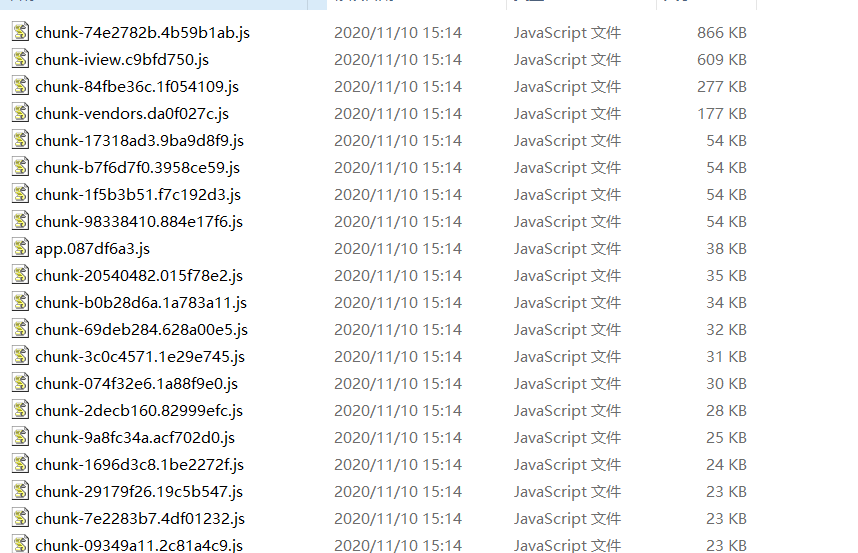 chunk-74e2782b.4b59b1ab.js 2020/11/10 15:14 JavaScript 文件 866 KB
chunk-iview.c9bfd750.js 2020/11/10 15:14 JavaScript 文件 609 KB
chunk-84fbe36c.1f054109.js 2020/11/10 15:14 JavaScript 文件 277 KB
chunk-vendors.da0f027c.js 2020/11/10 15:14 JavaScript 文件 177 KB
chunk-17318ad3.9ba9d8f9.js 2020/11/10 15:14 JavaScript 文件 54 KB
chunk-b7f6d7f0.3958ce59.js 2020/11/10 15:14 JavaScript 文件 54 KB
chunk-1f5b3b51.f7c192d3.js 2020/11/10 15:14 JavaScript 文件 54 KB
chunk-98338410.884e17f6.js 2020/11/10 15:14 JavaScript 文件 54 KB
app.087df6a3.js 2020/11/10 15:14 JavaScript 文件 38 KB
chunk-20540482.015f78e2.js 2020/11/10 15:14 JavaScript 文件 35 KB
chunk-b0b28d6a.1a783a11.js 2020/11/10 15:14 JavaScript 文件 34 KB
chunk-69deb284.628a00e5.js 2020/11/10 15:14 JavaScript 文件 32 KB
chunk-3c0c4571.1e29e745.js 2020/11/10 15:14 JavaScript 文件 31 KB
chunk-074f32e6.1a88f9e0.js 2020/11/10 15:14 JavaScript 文件 30 KB
chunk-2decb160.82999efc.js 2020/11/10 15:14 JavaScript 文件 28 KB
chunk-9a8fc34a.acf702d0.js 2020/11/10 15:14 JavaScript 文件 25 KB
chunk-1696d3c8.1be2272f.js 2020/11/10 15:14 JavaScript 文件 24 KB
chunk-29179f26.19c5b547.js 2020/11/10 15:14 JavaScript 文件 23 KB
chunk-7e2283b7.4df01232.js 2020/11/10 15:14 JavaScript 文件 23 KB
chunk-09349a11.2c81a4c9.js 2020/11/10 15:14 JavaScript 文件 23 KB